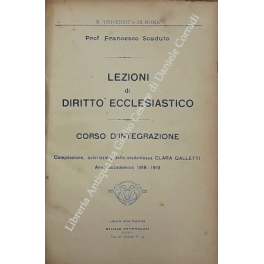 R. UNIVERSITÀ DI ROMA
Prof. Francesco Scaduto
LEZIONI
di
DIRITTO ECCLESIASTICO
CORSO D'INTEGRAZIONE
Compilazione autorizzata della studentessa CLARA GALLETTI
Anno accademico 1918-1919
Libreria Antiquaria Giulio Cesare di Daniele Corradi